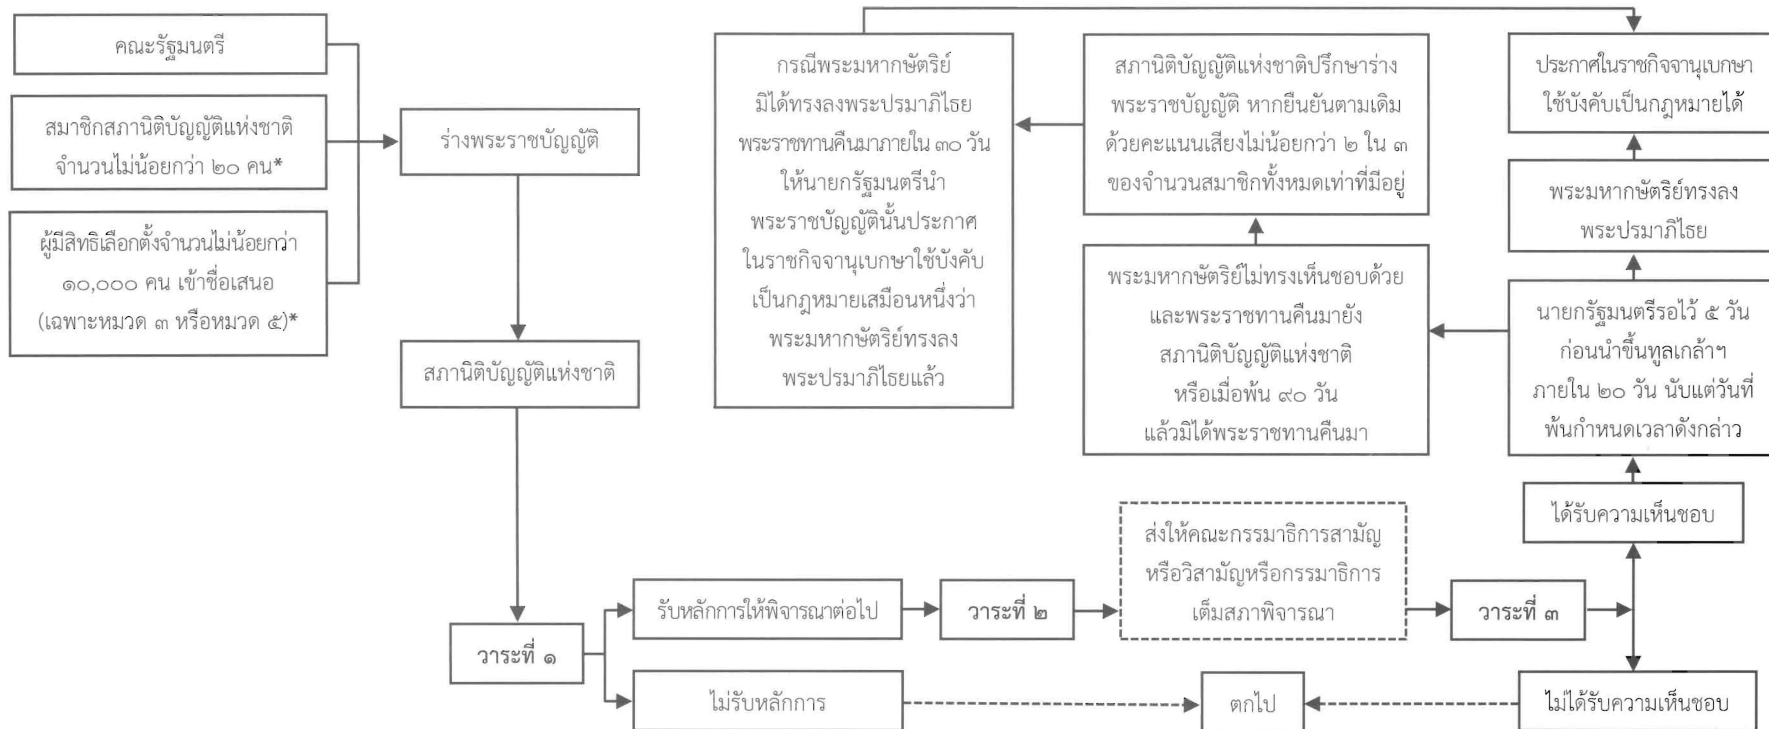 คณะรัฐมนตรี
สมาชิกสภานิติบัญญัติแห่งชาติ
จำนวนไม่น้อยกว่า ๒๐ คน*
ผู้มีสิทธิเลือกตั้งจำนวนไม่น้อยกว่า
๑๐,๐๐๐ คน เข้าชื่อเสนอ
(เฉพาะหมวด ๓ หรือหมวด ๕)*
ร่างพระราชบัญญัติ
สภานิติบัญญัติแห่งชาติ
วาระที่ ๑
รับหลักการให้พิจารณาต่อไป
ไม่รับหลักการ
วาระที่ ๒
ส่งให้คณะกรรมาธิการสามัญ
หรือวิสามัญหรือกรรมาธิการ
เต็มสภาพิจารณา
วาระที่ ๓
ตกไป
ไม่ได้รับความเห็นชอบ
ได้รับความเห็นชอบ
นายกรัฐมนตรีรอไว้ ๕ วัน
ก่อนนำขึ้นทูลเกล้าฯ
ภายใน ๒๐ วัน นับแต่วันที่
พ้นกำหนดเวลาดังกล่าว
พระมหากษัตริย์ทรงลง
พระปรมาภิไธย
ประกาศในราชกิจจานุเบกษา
ใช้บังคับเป็นกฎหมายได้
พระมหากษัตริย์ไม่ทรงเห็นชอบด้วย
และพระราชทานคืนมายัง
สภานิติบัญญัติแห่งชาติ
หรือเมื่อพ้น ๙๐ วัน
แล้วมิได้พระราชทานคืนมา
สภานิติบัญญัติแห่งชาติปรึกษาร่าง
พระราชบัญญัติ หากยืนยันตามเดิม
ด้วยคะแนนเสียงไม่น้อยกว่า ๒ ใน ๓
ของจำนวนสมาชิกทั้งหมดเท่าที่มีอยู่
กรณีพระมหากษัตริย์
มิได้ทรงลงพระปรมาภิไธย
พระราชทานคืนมาภายใน ๓๐ วัน
ให้นายกรัฐมนตรีนำ
พระราชบัญญัตินั้นประกาศ
ในราชกิจจานุเบกษาใช้บังคับ
เป็นกฎหมายเสมือนหนึ่งว่า
พระมหากษัตริย์ทรงลง
พระปรมาภิไธยแล้ว